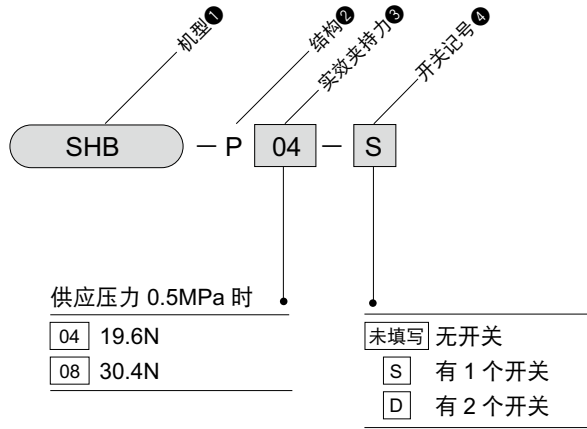 机型❶
结构❷
实效夹持力❸
开关记号❹
SHB － P 04 － S
供应压力 0.5MPa 时
04 19.6N
08 30.4N
未填写 无开关
S 有 1 个开关
D 有 2 个开关